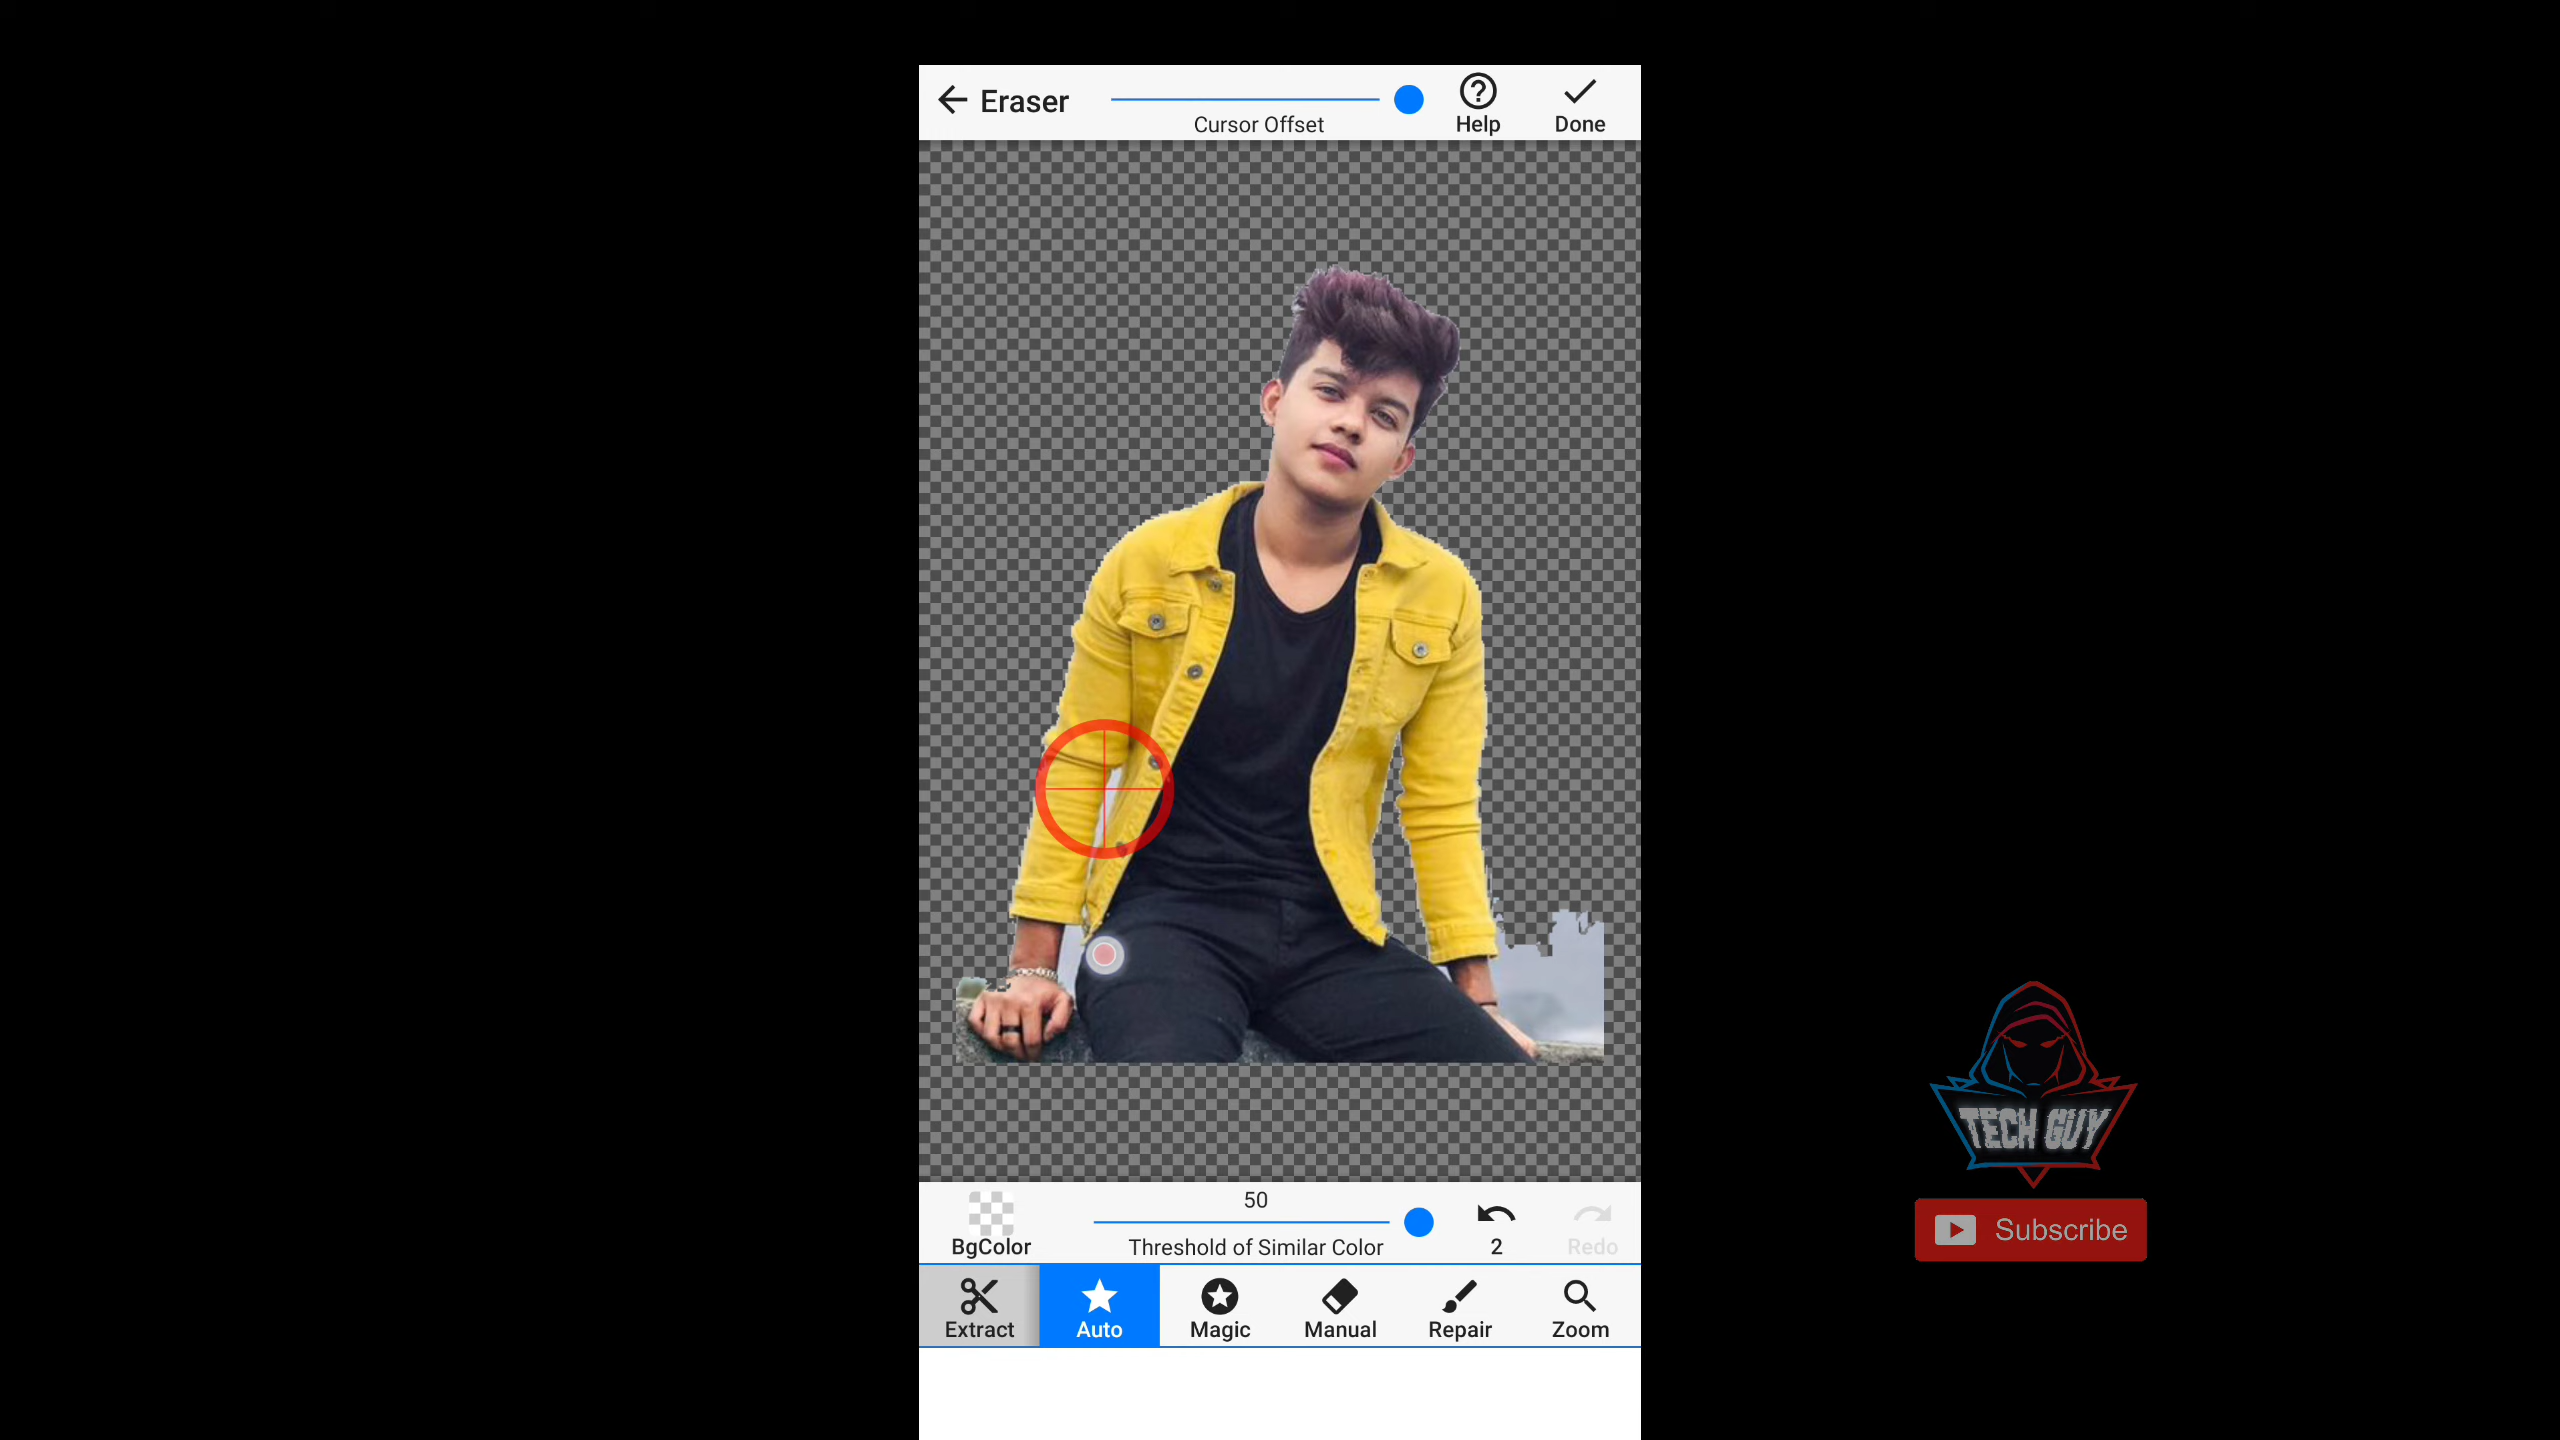 Eraser
Cursor Offset
Help
Done
BgColor
50
Threshold of Similar Color
2
Redo
Extract
Auto
Magic
Manual
Repair
Zoom
TECH GUY
Subscribe